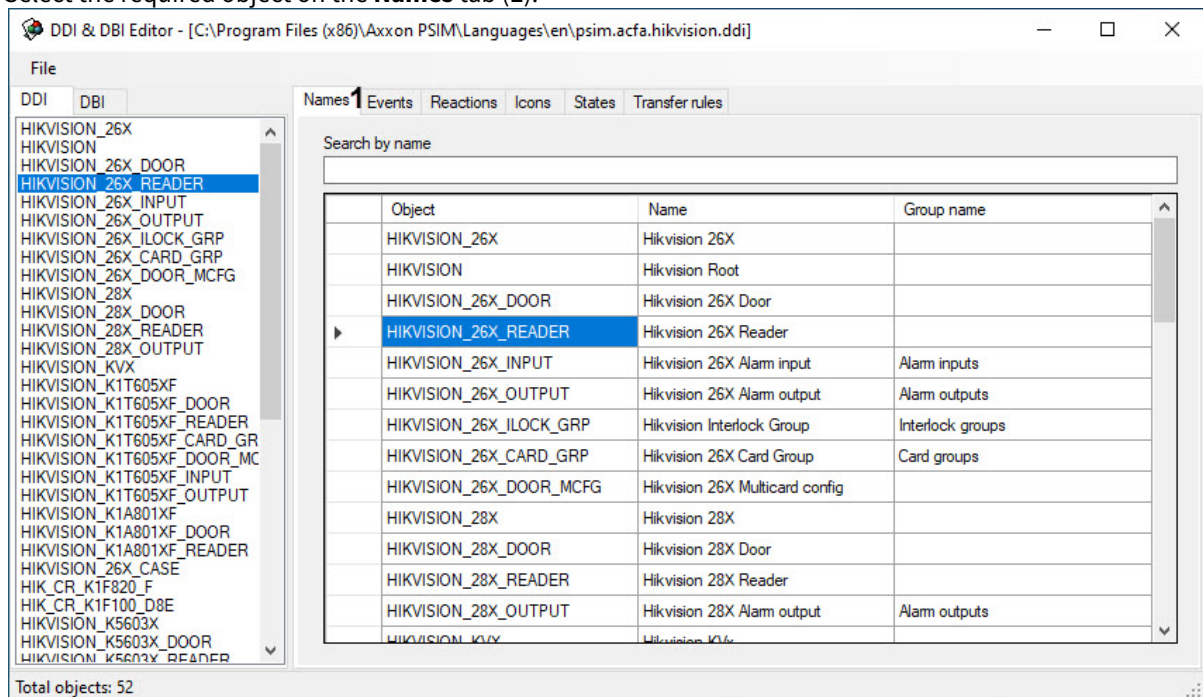 Select the required object on the Names tab (1).
DDI & DBI Editor - [C:\Program Files (x86)\Axxon PSIM\Languages\en\psim.acfa.hikvision.ddi]
File
DDI DBI
HIKVISION_26X
HIKVISION
HIKVISION_26X_DOOR
HIKVISION_26X_READER
HIKVISION_26X_INPUT
HIKVISION_26X_OUTPUT
HIKVISION_26X_ILOCK_GRP
HIKVISION_26X_CARD_GRP
HIKVISION_26X_DOOR_MCFG
HIKVISION_28X
HIKVISION_28X_DOOR
HIKVISION_28X_READER
HIKVISION_28X_OUTPUT
HIKVISION_KVX
HIKVISION_K1T605XF
HIKVISION_K1T605XF_DOOR
HIKVISION_K1T605XF_READER
HIKVISION_K1T605XF_CARD_GR
HIKVISION_K1T605XF_DOOR_MC
HIKVISION_K1T605XF_INPUT
HIKVISION_K1T605XF_OUTPUT
HIKVISION_K1A801XF
HIKVISION_K1A801XF_DOOR
HIKVISION_K1A801XF_READER
HIKVISION_26X_CASE
HIK_CR_K1F820_F
HIK_CR_K1F100_D8E
HIKVISION_K5603X
HIKVISION_K5603X_DOOR
HIKVISION_K5603X_READER
Names 1 Events Reactions Icons States Transfer rules
Search by name
Object Name Group name
HIKVISION_26X Hikvision 26X
HIKVISION Hikvision Root
HIKVISION_26X_DOOR Hikvision 26X Door
HIKVISION_26X_READER Hikvision 26X Reader
HIKVISION_26X_INPUT Hikvision 26X Alarm input Alarm inputs
HIKVISION_26X_OUTPUT Hikvision 26X Alarm output Alarm outputs
HIKVISION_26X_ILOCK_GRP Hikvision Interlock Group Interlock groups
HIKVISION_26X_CARD_GRP Hikvision 26X Card Group Card groups
HIKVISION_26X_DOOR_MCFG Hikvision 26X Multicard config
HIKVISION_28X Hikvision 28X
HIKVISION_28X_DOOR Hikvision 28X Door
HIKVISION_28X_READER Hikvision 28X Reader
HIKVISION_28X_OUTPUT Hikvision 28X Alarm output Alarm outputs
HIKVISION_KVX Hikvision KVx
Total objects: 52